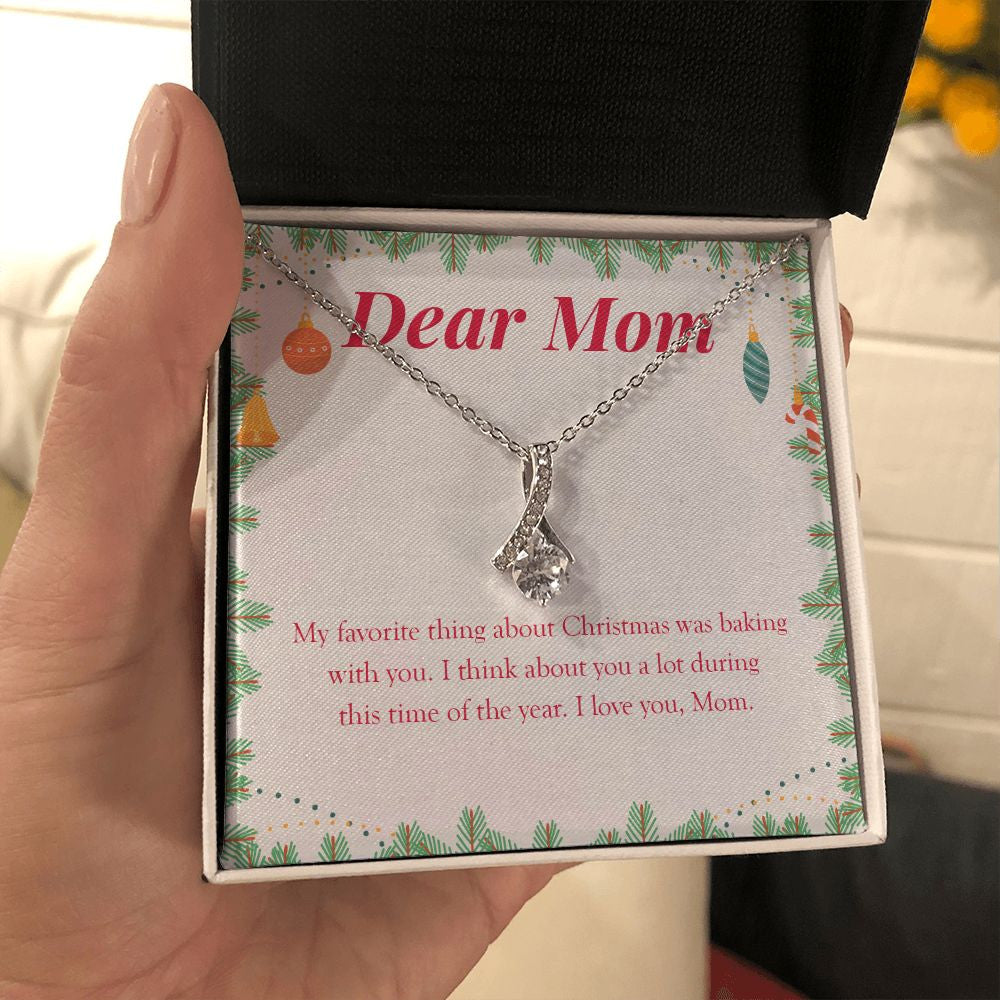 Dear Mom
My favorite thing about Christmas was baking
with you. I think about you a lot during
this time of the year. I love you, Mom.